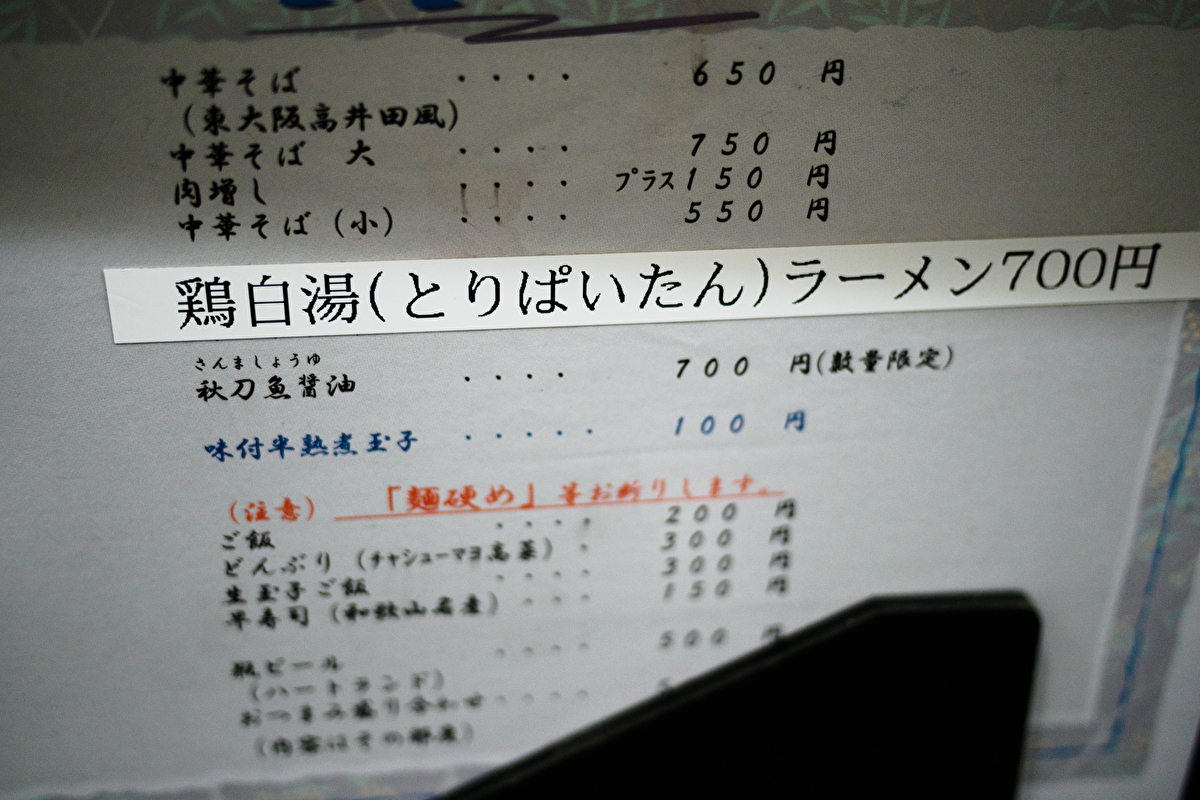 中華そば ・・・・ 650 円
(東大阪高井田風)
中華そば 大 ・・・・ 750 円
肉増し ・・・・ プラス150 円
中華そば(小) ・・・・ 550 円
鶏白湯(とりぱいたん)ラーメン700円
さんましょうゆ
秋刀魚醤油 ・・・・ 700 円(数量限定)
味付半熟煮玉子 ・・・・・ 100 円
(注意) 「麺硬め」等お断りします。
ご飯 ・・・・ 200 円
どんぶり(チャシューマヨ高菜) ・ 300 円
生玉子ご飯 ・・・・ 300 円
早寿司(和歌山名産) ・・・ 150 円
瓶ビール ・・・・ 500 円
(ハートランド)
おつまみ盛り合わせ ・・・・